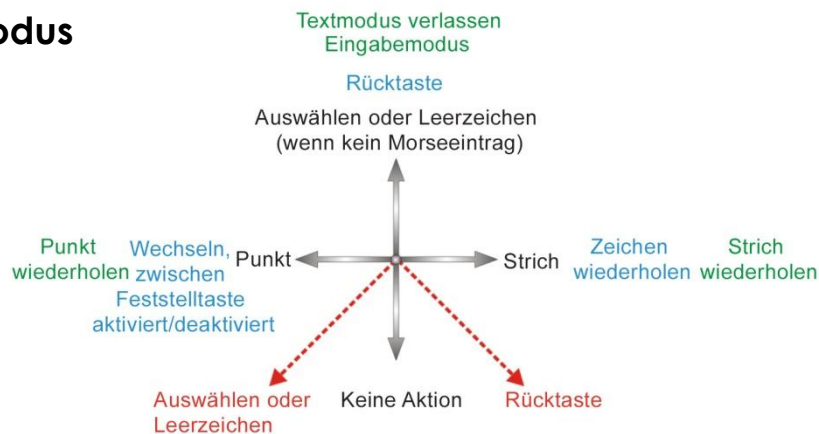 odus
Textmodus verlassen
Eingabemodus
Rücktaste
Auswählen oder Leerzeichen
(wenn kein Morseeintrag)
Punkt
wiederholen
Wechseln,
zwischen
Feststelltaste
aktiviert/deaktiviert
Punkt
Strich
Zeichen
wiederholen
Strich
wiederholen
Auswählen oder
Leerzeichen
Keine Aktion
Rücktaste